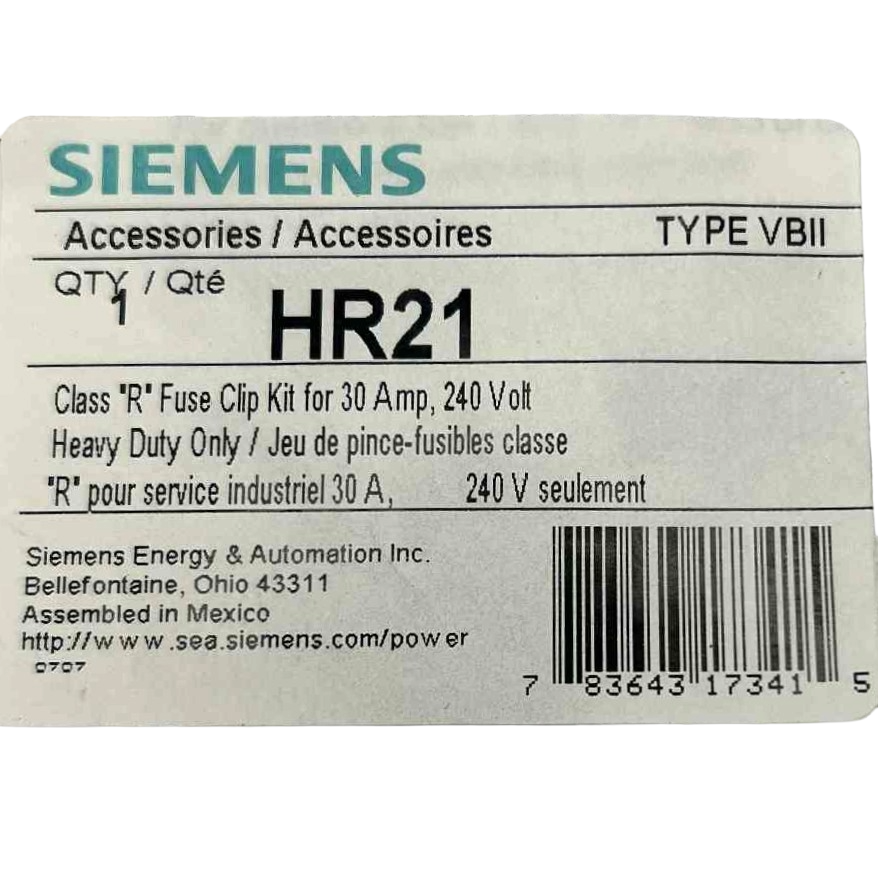 SIEMENS
Accessories / Accessoires TYPE VBII
QTY / Qté
1
HR21
Class "R" Fuse Clip Kit for 30 Amp, 240 Volt
Heavy Duty Only / Jeu de pince-fusibles classe
"R" pour service industriel 30 A, 240 V seulement
Siemens Energy & Automation Inc.
Bellefontaine, Ohio 43311
Assembled in Mexico
http://www.sea.siemens.com/power
0707
7 83643 17341 5